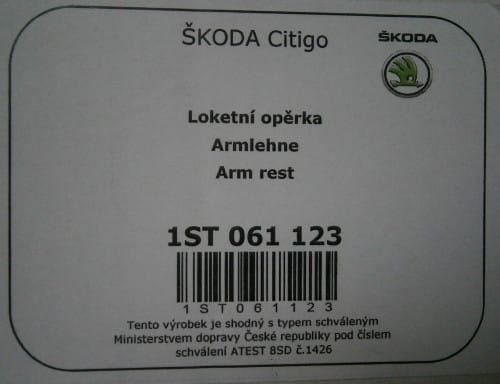 ŠKODA Citigo
ŠKODA
Loketní opěrka
Armlehne
Arm rest
1ST 061 123
1ST061123
Tento výrobek je shodný s typem schváleným
Ministerstvem dopravy České republiky pod číslem
schválení ATEST 8SD č.1426